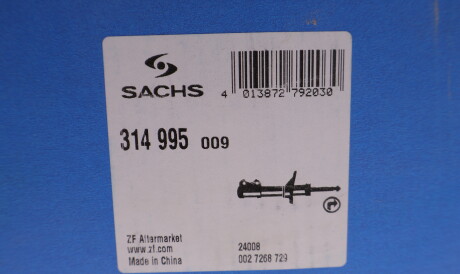 SACHS
4 013872 792030
314 995 009
ZF Aftermarket
www.zf.com
Made in China
24008
002 7268 729